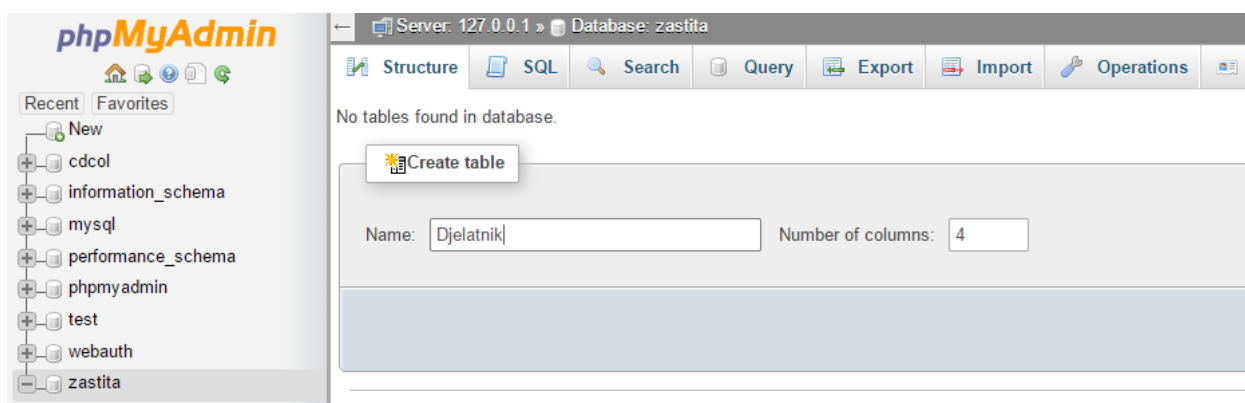 phpMyAdmin
Recent Favorites
New
cdcol
information_schema
mysql
performance_schema
phpmyadmin
test
webauth
zastita
Server: 127.0.0.1 » Database: zastita
Structure SQL Search Query Export Import Operations
No tables found in database.
Create table
Name: Djelatnik Number of columns: 4